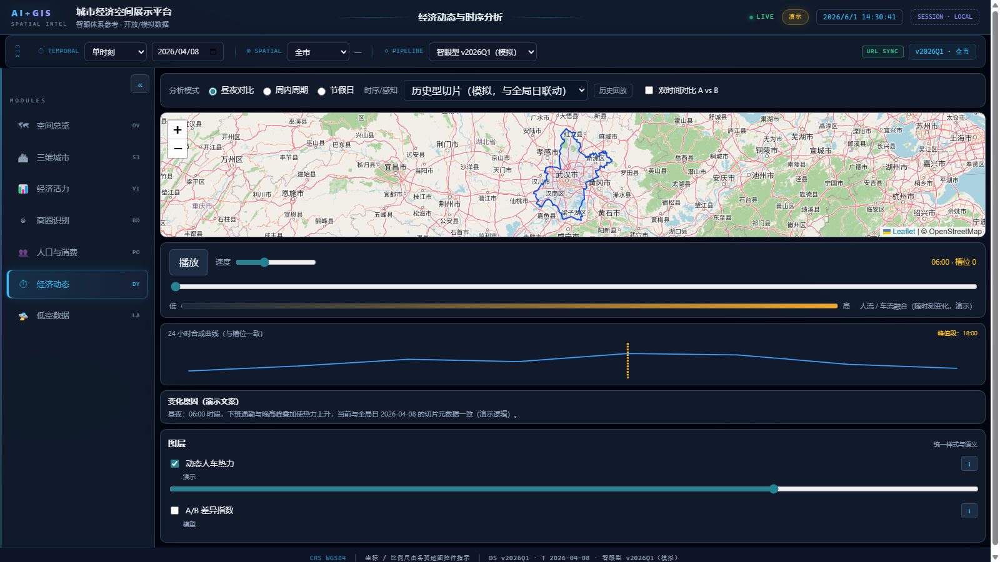 AI+GIS
SPATIAL INTEL
城市经济空间展示平台
智眼体系参考 · 开放/模拟数据
经济动态与时序分析
LIVE
演示
2026/6/1 14:30:41
SESSION · LOCAL
CTX
TEMPORAL
单时刻
2026/04/08
SPATIAL
全市
—
PIPELINE
智眼型 v2026Q1（模拟）
URL SYNC
v2026Q1 · 全市
«
MODULES
空间总览 OV
三维城市 S3
经济活力 VI
商圈识别 BD
人口与消费 PO
经济动态 DY
低空数据 LA
分析模式
昼夜对比
周内周期
节假日
时序/感知
历史型切片（模拟，与全局日联动）
历史回放
双时间对比 A vs B
+
−
区
巫溪县
兴山县
开州区
开江县
巫山县
巴东县
万州区
奉节县
秭归县
宜昌市
远安县
当阳市
荆门市
湖北省
沙洋县
京山市
天门市
安陆市
广水市
大悟县
新县
孝感市
红安县
麻城市
新洲区
武汉市
汉川市
汉南区
黄冈市
罗田县
英山县
浠水县
梁平区
垫江县
建始县
利川市
恩施市
重庆市
石柱县
宣恩县
鹤峰县
五峰县
宜都市
枝江市
松滋市
荆州市
公安县
潜江市
仙桃市
嘉鱼县
梁子湖区
黄石市
石首市
监利市
咸宁市
阳新县
武穴市
丰都县
咸丰县
霍山县
舒城县
岳西县
桐城市
潜山市
太湖县
安庆市
宿松县
望江县
黄梅县
湖口县
东至县
池州市
石台县
祁门县
黄山区
徽州区
巢湖市
庐江县
无为市
铜陵市
芜湖市
高淳区
溧阳市
宜兴市
宣城市
郎溪县
长兴县
南陵县
广德市
泾县
宁国市
安吉县
旌德县
绩溪县
临安区
湖州市
苏州市
吴江区
太仓市
上海市
嘉兴市
奉贤区
桐乡市
平湖市
杭州市
绍兴市
余姚市
Leaflet | © OpenStreetMap
播放
速度
06:00 · 槽位 0
低
高
人流 / 车流融合（随时刻变化，演示）
24 小时合成曲线（与槽位一致）
峰值段：18:00
变化原因（演示文案）
昼夜：06:00 时段，下班通勤与晚高峰叠加使热力上升；当前与全局日 2026-04-08 的切片元数据一致（演示逻辑）。
图层
统一样式与语义
动态人车热力
i
演示
A/B 差异指数
i
模型
CRS WGS84 | 坐标 / 比例尺由各页地图控件指示 | DS v2026Q1 · T 2026-04-08 · 智眼型 v2026Q1（模拟）